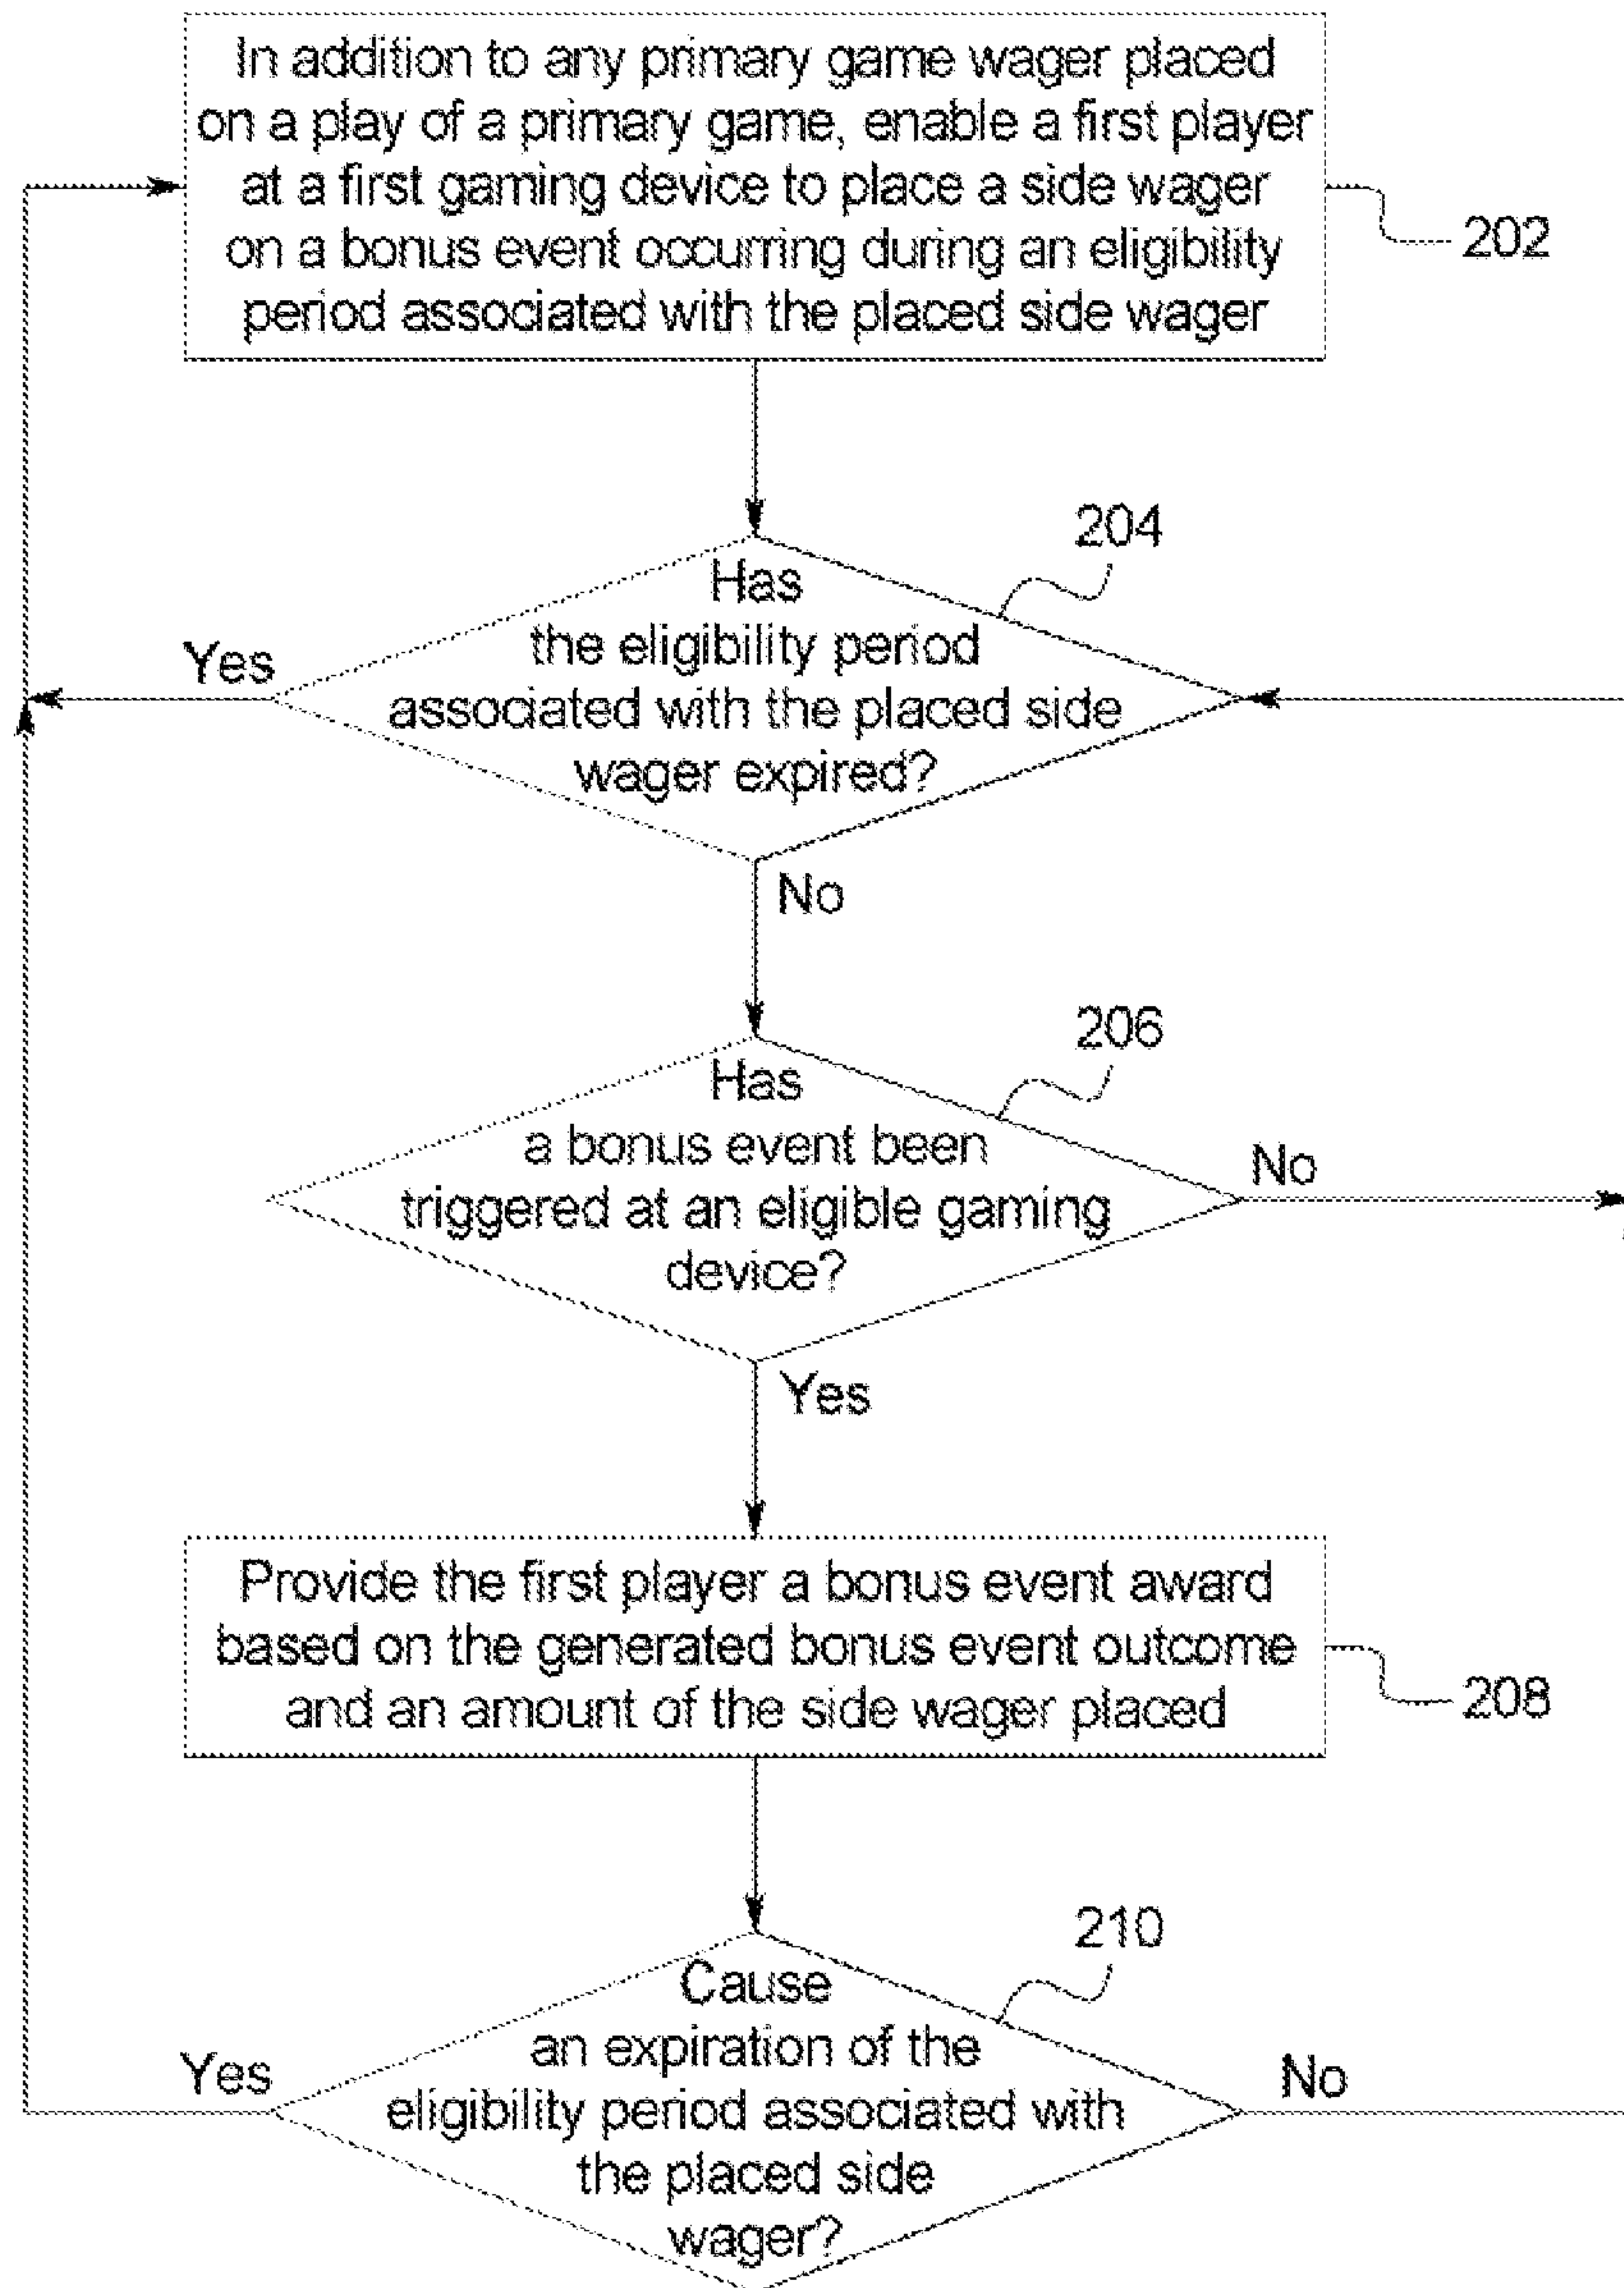 In addition to any primary game wager placed
on a play of a primary game, enable a first player
at a first gaming device to place a side wager
on a bonus event occurring during an eligibility
period associated with the placed side wager
202
204
Has
the eligibility period
associated with the placed side
wager expired?
Yes
No
206
Has
a bonus event been
triggered at an eligible gaming
device?
No
Yes
Provide the first player a bonus event award
based on the generated bonus event outcome
and an amount of the side wager placed
208
210
Cause
an expiration of the
eligibility period associated with
the placed side
wager?
Yes
No